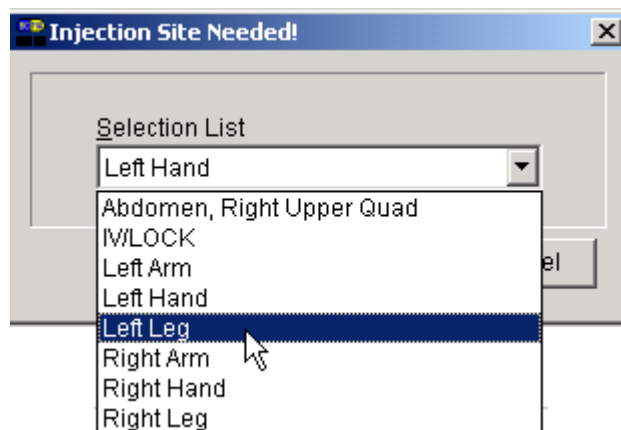 Injection Site Needed!
Selection List
Left Hand
Abdomen, Right Upper Quad
IV/LOCK
Left Arm
Left Hand
Left Leg
Right Arm
Right Hand
Right Leg